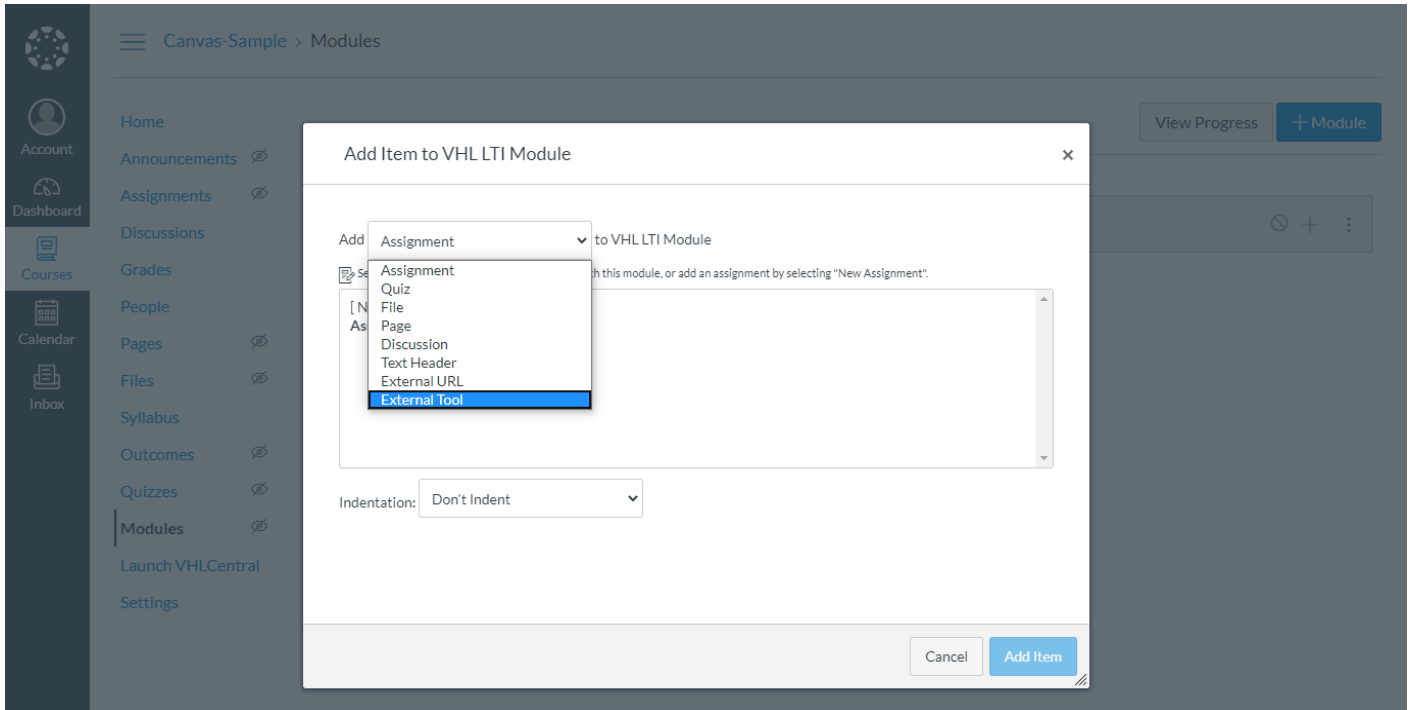 Canvas-Sample > Modules
Account
Dashboard
Courses
Calendar
Inbox
Home
Announcements
Assignments
Discussions
Grades
People
Pages
Files
Syllabus
Outcomes
Quizzes
Modules
Launch VHLCentral
Settings
View Progress
+ Module
Add Item to VHL LTI Module
×
Add Assignment to VHL LTI Module
Assignment
Quiz
File
Page
Discussion
Text Header
External URL
External Tool
Se h this module, or add an assignment by selecting "New Assignment".
[ N
As
Indentation: Don't Indent
Cancel
Add Item